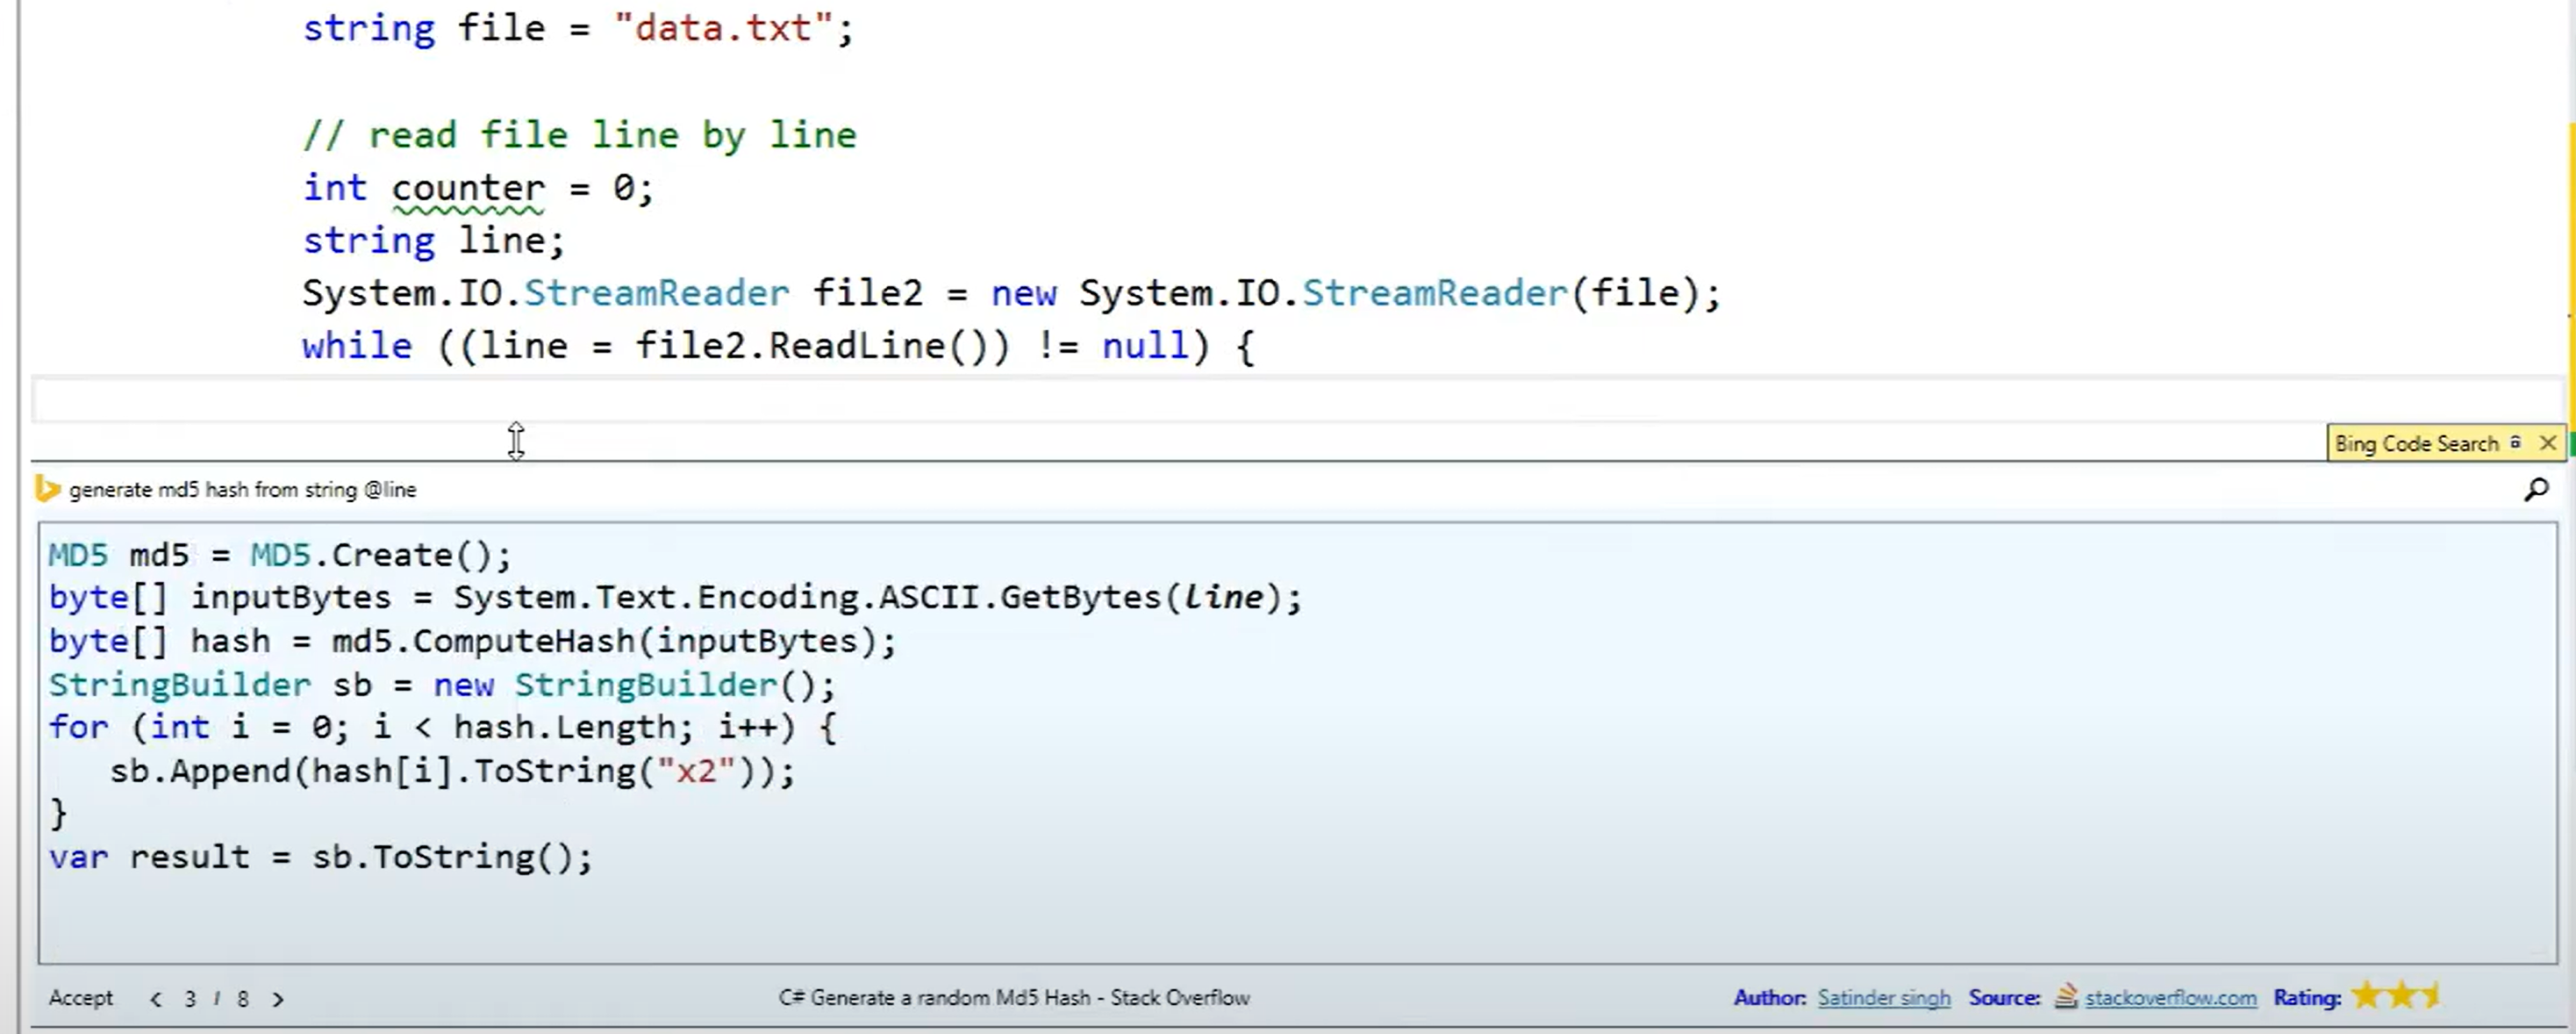 string file = "data.txt";
// read file line by line
int counter = 0;
string line;
System.IO.StreamReader file2 = new System.IO.StreamReader(file);
while ((line = file2.ReadLine()) != null) {
Bing Code Search
generate md5 hash from string @line
MD5 md5 = MD5.Create();
byte[] inputBytes = System.Text.Encoding.ASCII.GetBytes(line);
byte[] hash = md5.ComputeHash(inputBytes);
StringBuilder sb = new StringBuilder();
for (int i = 0; i < hash.Length; i++) {
sb.Append(hash[i].ToString("x2"));
}
var result = sb.ToString();
Accept < 3 / 8 > C# Generate a random Md5 Hash - Stack Overflow Author: Satinder singh Source: stackoverflow.com Rating: